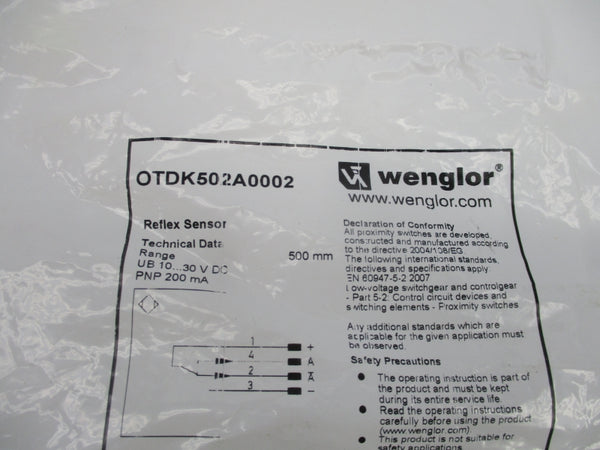 OTDK502A0002
wenglor®
www.wenglor.com
Reflex Sensor
Technical Data
Range 500 mm
UB 10...30 V DC
PNP 200 mA
1 +
4 A
2 A̅
3 –
Declaration of Conformity
All proximity switches are developed,
constructed and manufactured according
to the directive 2004/108/EG.
The following international standards,
directives and specifications apply:
EN 60947-5-2 2007
Low-voltage switchgear and controlgear
- Part 5-2: Control circuit devices and
switching elements - Proximity switches
Any additional standards which are
applicable for the given application must
be observed.
Safety Precautions
● The operating instruction is part of
the product and must be kept
during its entire service life.
● Read the operating instructions
carefully before using the product
(www.wenglor.com).
● This product is not suitable for
safety applications.